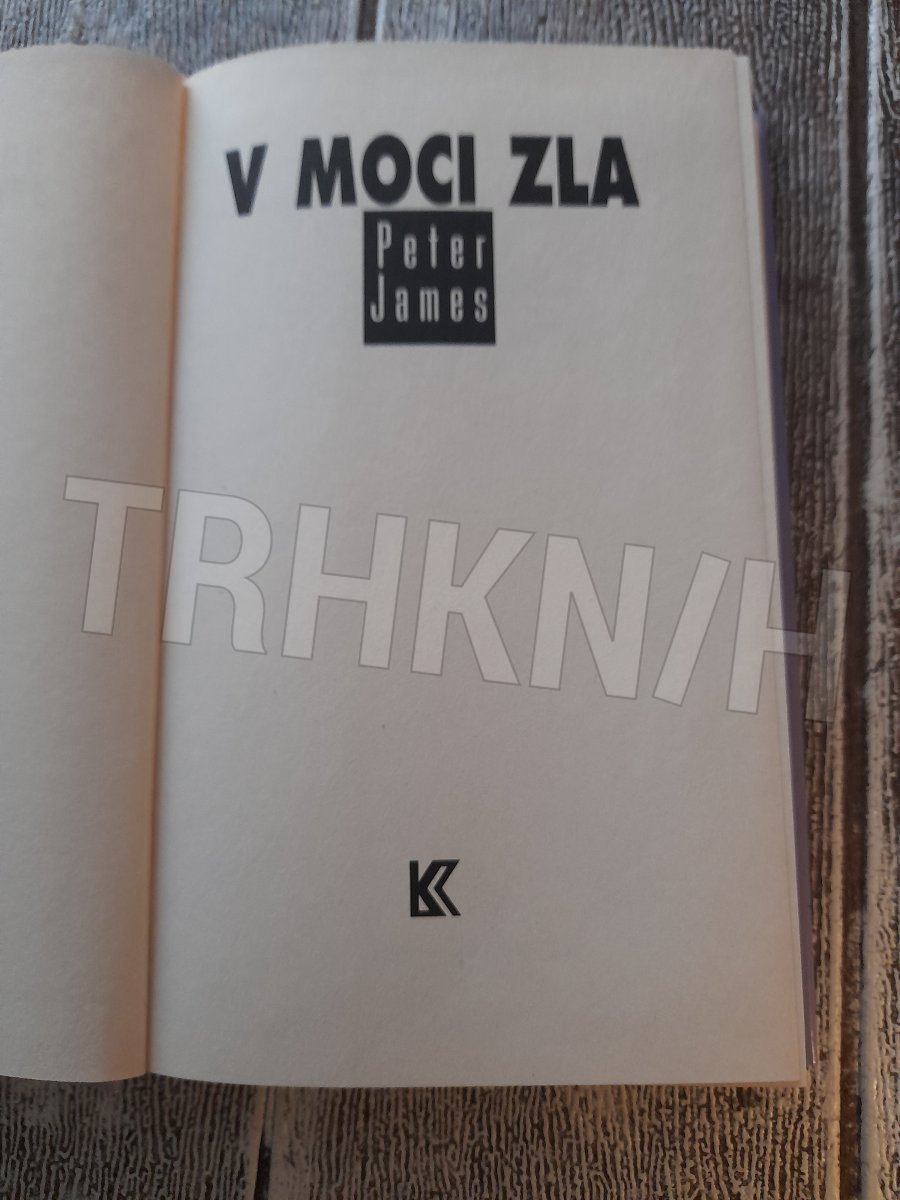 V MOCI ZLA
Peter
James
TRHKNIH
K